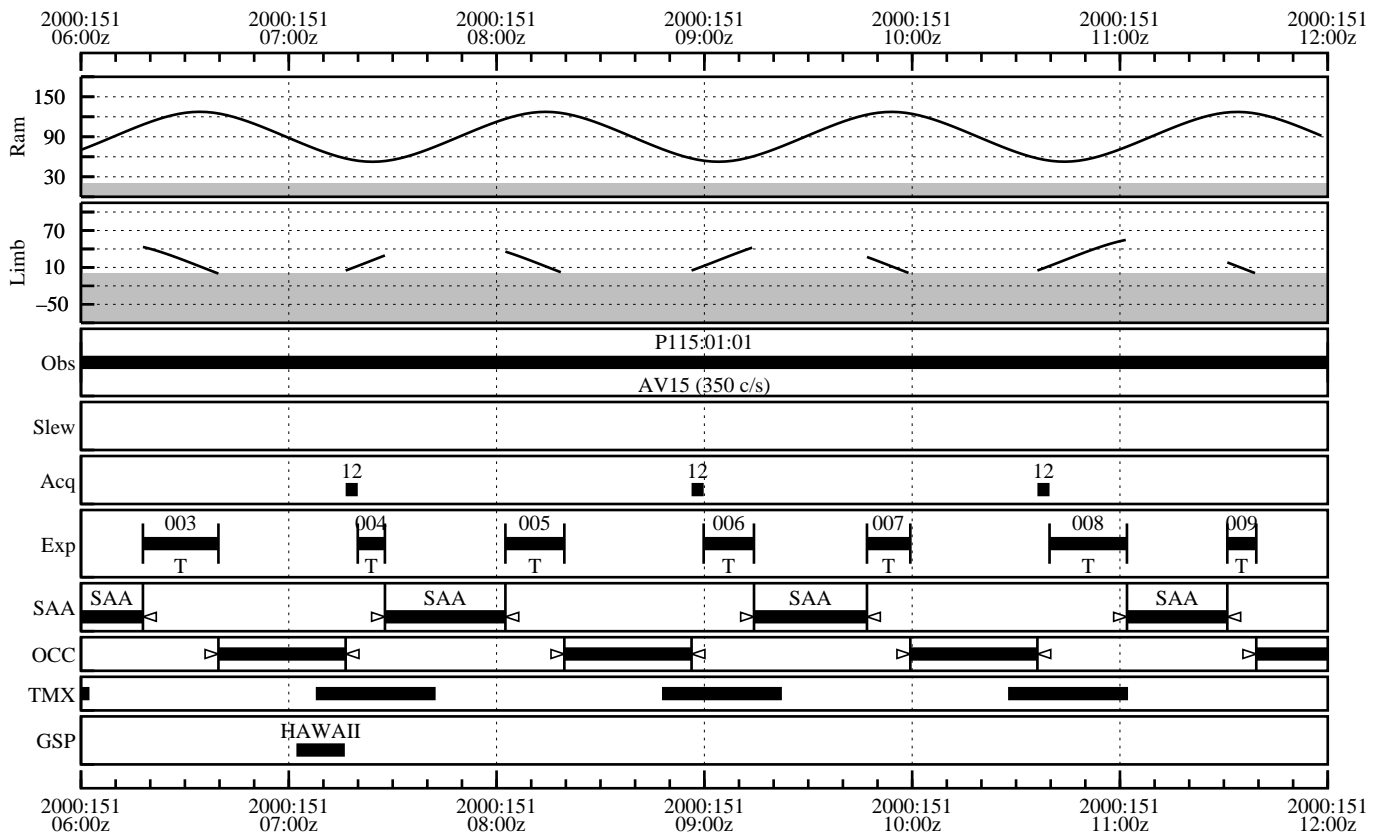 2000:151 2000:151 2000:151 2000:151 2000:151 2000:151 2000:151
06:00z 07:00z 08:00z 09:00z 10:00z 11:00z 12:00z
Ram
150
90
30
Limb
70
10
−50
Obs
P115:01:01
AV15 (350 c/s)
Slew
Acq
12 12 12
Exp
003 004 005 006 007 008 009
T T T T T T T
SAA
SAA SAA SAA SAA
OCC
TMX
GSP
HAWAII
2000:151 2000:151 2000:151 2000:151 2000:151 2000:151 2000:151
06:00z 07:00z 08:00z 09:00z 10:00z 11:00z 12:00z